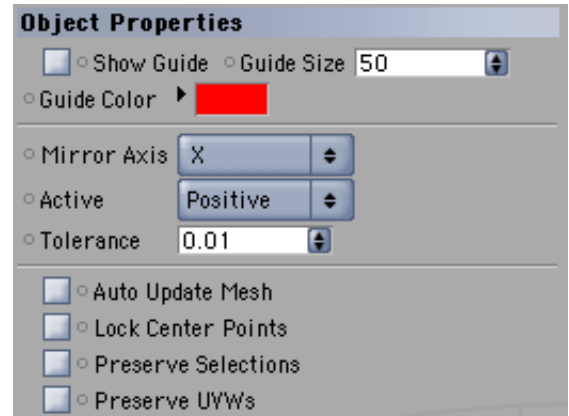 Object Properties
Show Guide Guide Size 50
Guide Color
Mirror Axis X
Active Positive
Tolerance 0.01
Auto Update Mesh
Lock Center Points
Preserve Selections
Preserve UVWs